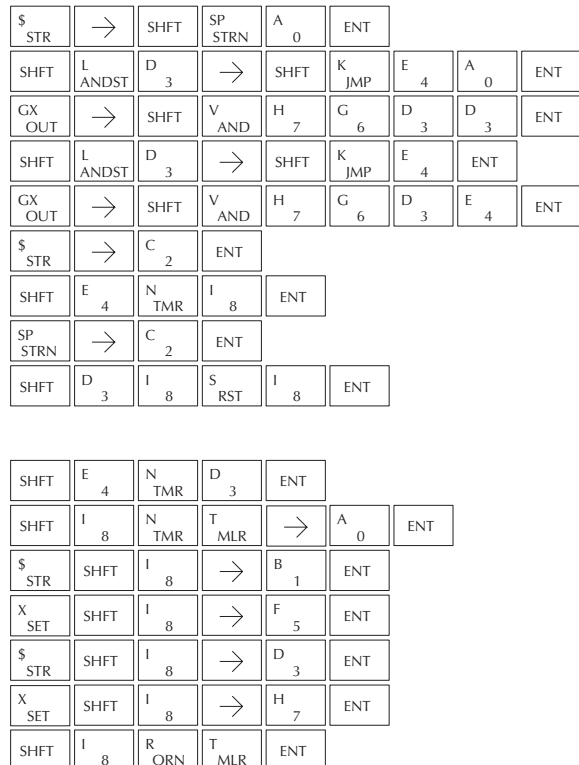 $ STR → SHFT SP STRN A 0 ENT
SHFT L ANDST D 3 → SHFT K JMP E 4 A 0 ENT
GX OUT → SHFT V AND H 7 G 6 D 3 D 3 ENT
SHFT L ANDST D 3 → SHFT K JMP E 4 ENT
GX OUT → SHFT V AND H 7 G 6 D 3 E 4 ENT
$ STR → C 2 ENT
SHFT E 4 N TMR I 8 ENT
SP STRN → C 2 ENT
SHFT D 3 I 8 S RST I 8 ENT
SHFT E 4 N TMR D 3 ENT
SHFT I 8 N TMR T MLR → A 0 ENT
$ STR SHFT I 8 → B 1 ENT
X SET SHFT I 8 → F 5 ENT
$ STR SHFT I 8 → D 3 ENT
X SET SHFT I 8 → H 7 ENT
SHFT I 8 R ORN T MLR ENT